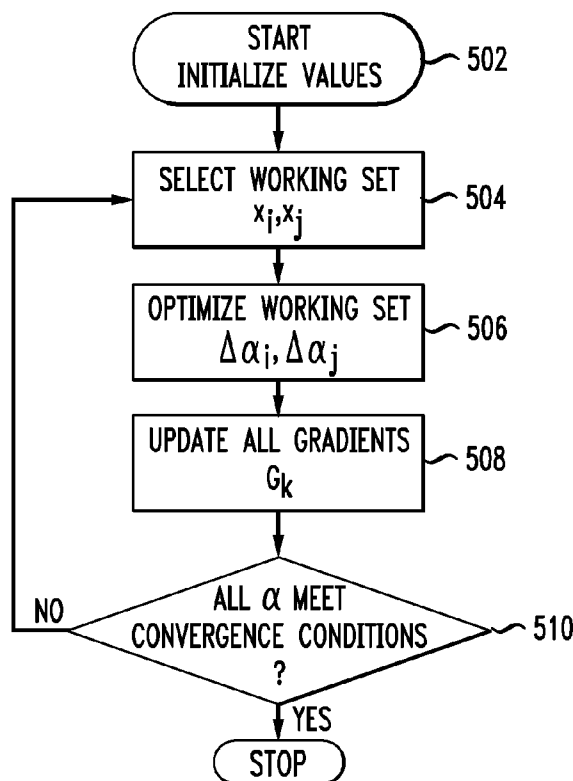 START
INITIALIZE VALUES
502
SELECT WORKING SET
xi,xj
504
OPTIMIZE WORKING SET
Δαi,Δαj
506
UPDATE ALL GRADIENTS
Gk
508
ALL α MEET
CONVERGENCE CONDITIONS
?
510
NO
YES
STOP